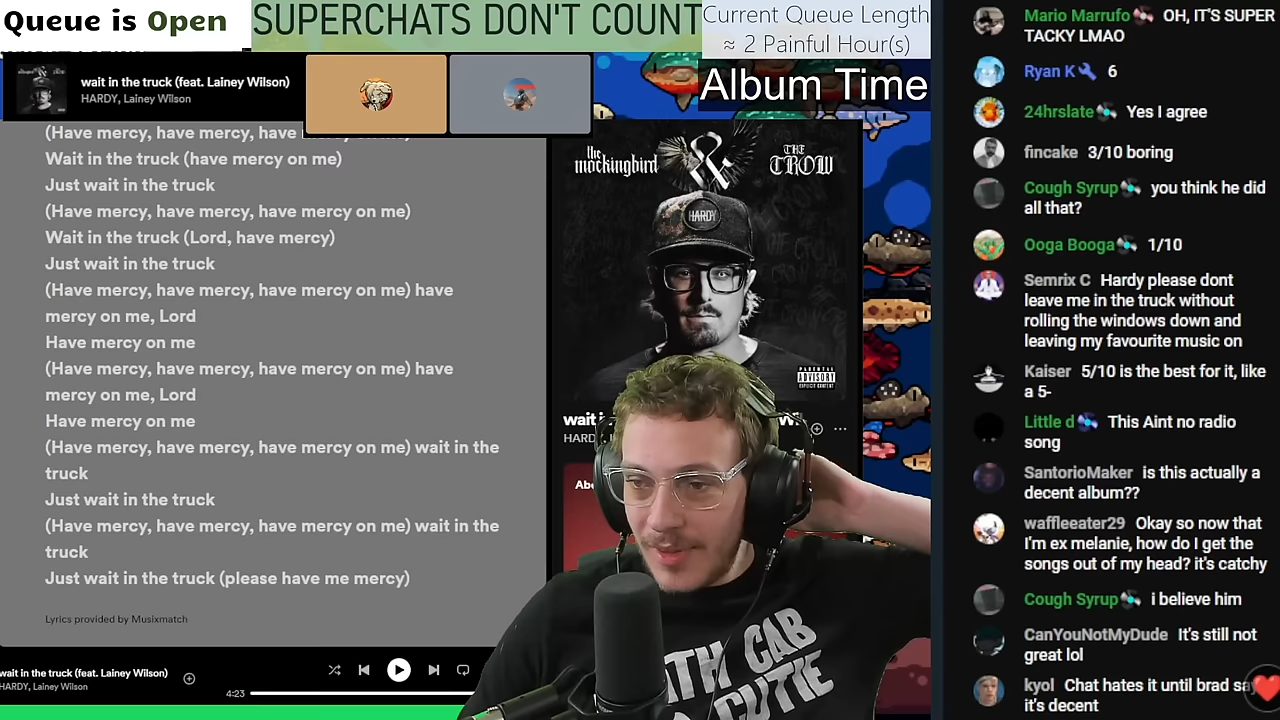 Queue is Open
SUPERCHATS DON'T COUNT
Current Queue Length
≈ 2 Painful Hour(s)
Album Time
wait in the truck (feat. Lainey Wilson)
HARDY, Lainey Wilson
(Have mercy, have mercy, have
Wait in the truck (have mercy on me)
Just wait in the truck
(Have mercy, have mercy, have mercy on me)
Wait in the truck (Lord, have mercy)
Just wait in the truck
(Have mercy, have mercy, have mercy on me) have
mercy on me, Lord
Have mercy on me
(Have mercy, have mercy, have mercy on me) have
mercy on me, Lord
Have mercy on me
(Have mercy, have mercy, have mercy on me) wait in the
truck
Just wait in the truck
(Have mercy, have mercy, have mercy on me) wait in the
truck
Just wait in the truck (please have me mercy)
Lyrics provided by Musixmatch
wait in the truck (feat. Lainey Wilson)
HARDY, Lainey Wilson
4:23
the mockingbird & THE CROW
HARDY
PARENTAL
ADVISORY
EXPLICIT CONTENT
wait i
HARD
Abo
TH CAB
CUTIE
Mario Marrufo OH, IT'S SUPER
TACKY LMAO
Ryan K 6
24hrslate Yes I agree
fincake 3/10 boring
Cough Syrup you think he did
all that?
Ooga Booga 1/10
Semrix C Hardy please dont
leave me in the truck without
rolling the windows down and
leaving my favourite music on
Kaiser 5/10 is the best for it, like
a 5-
Little d This Aint no radio
song
SantorioMaker is this actually a
decent album??
waffleeater29 Okay so now that
I'm ex melanie, how do I get the
songs out of my head? it's catchy
Cough Syrup i believe him
CanYouNotMyDude It's still not
great lol
kyol Chat hates it until brad say
it's decent